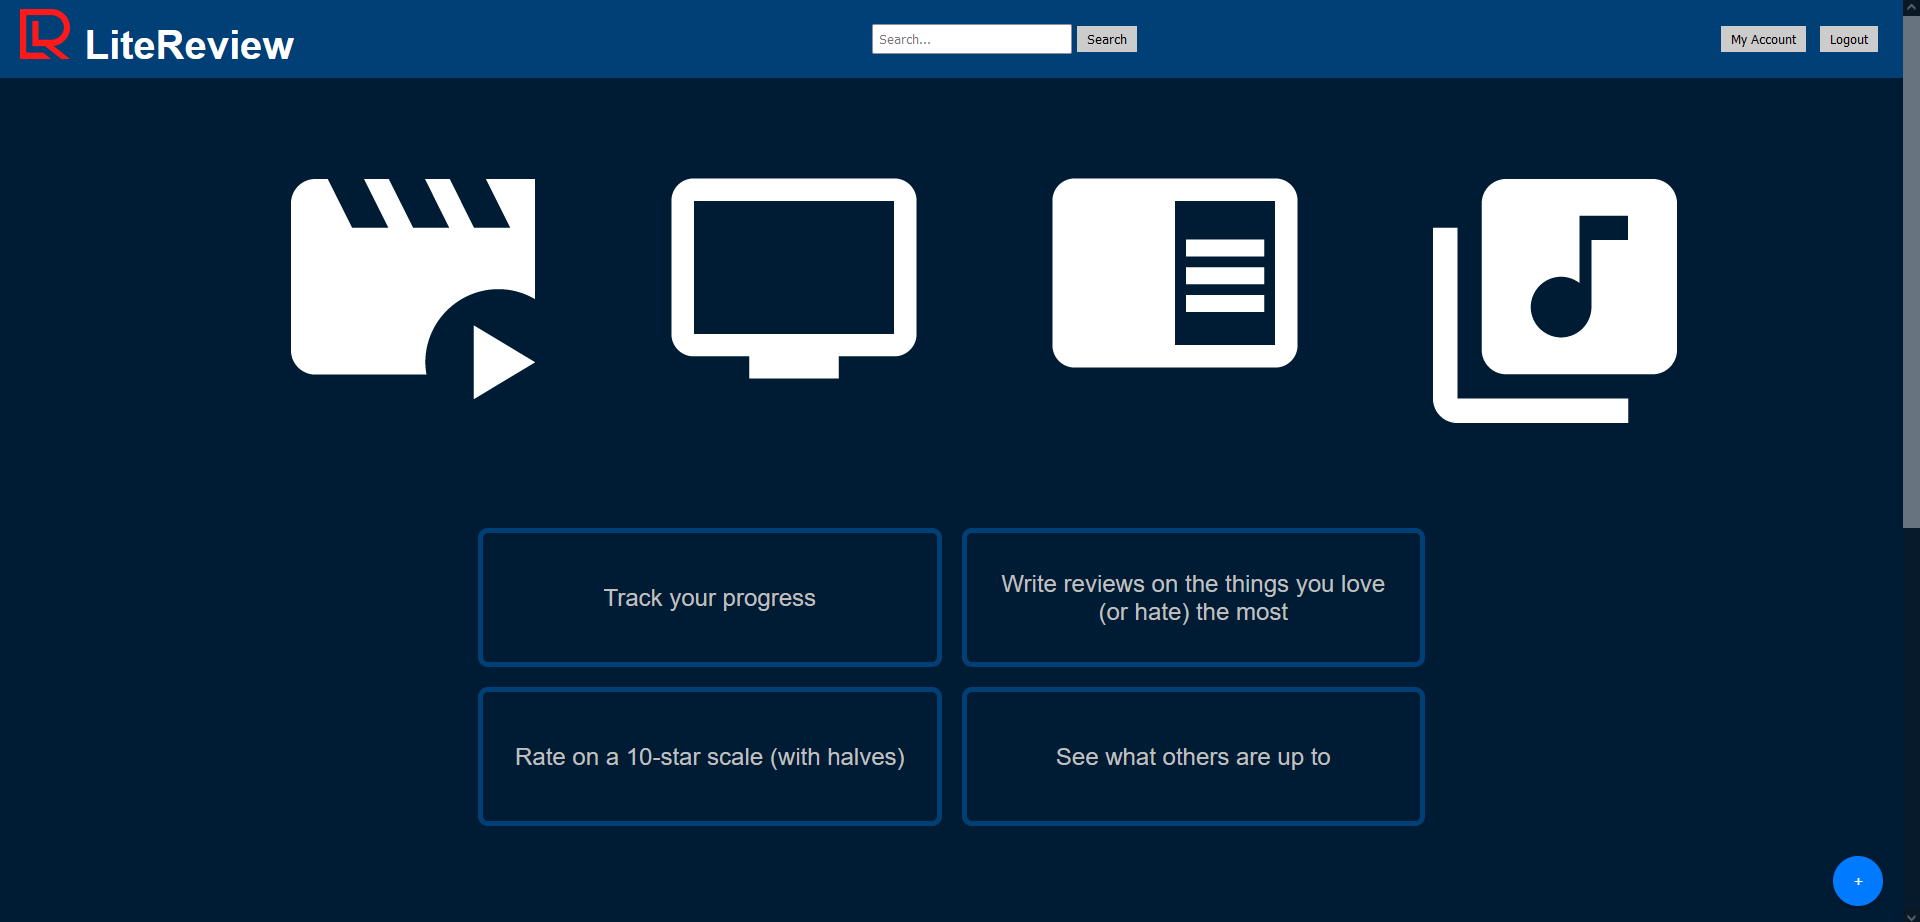 LR LiteReview
Search... Search
My Account Logout
Track your progress
Write reviews on the things you love
(or hate) the most
Rate on a 10-star scale (with halves)
See what others are up to
+